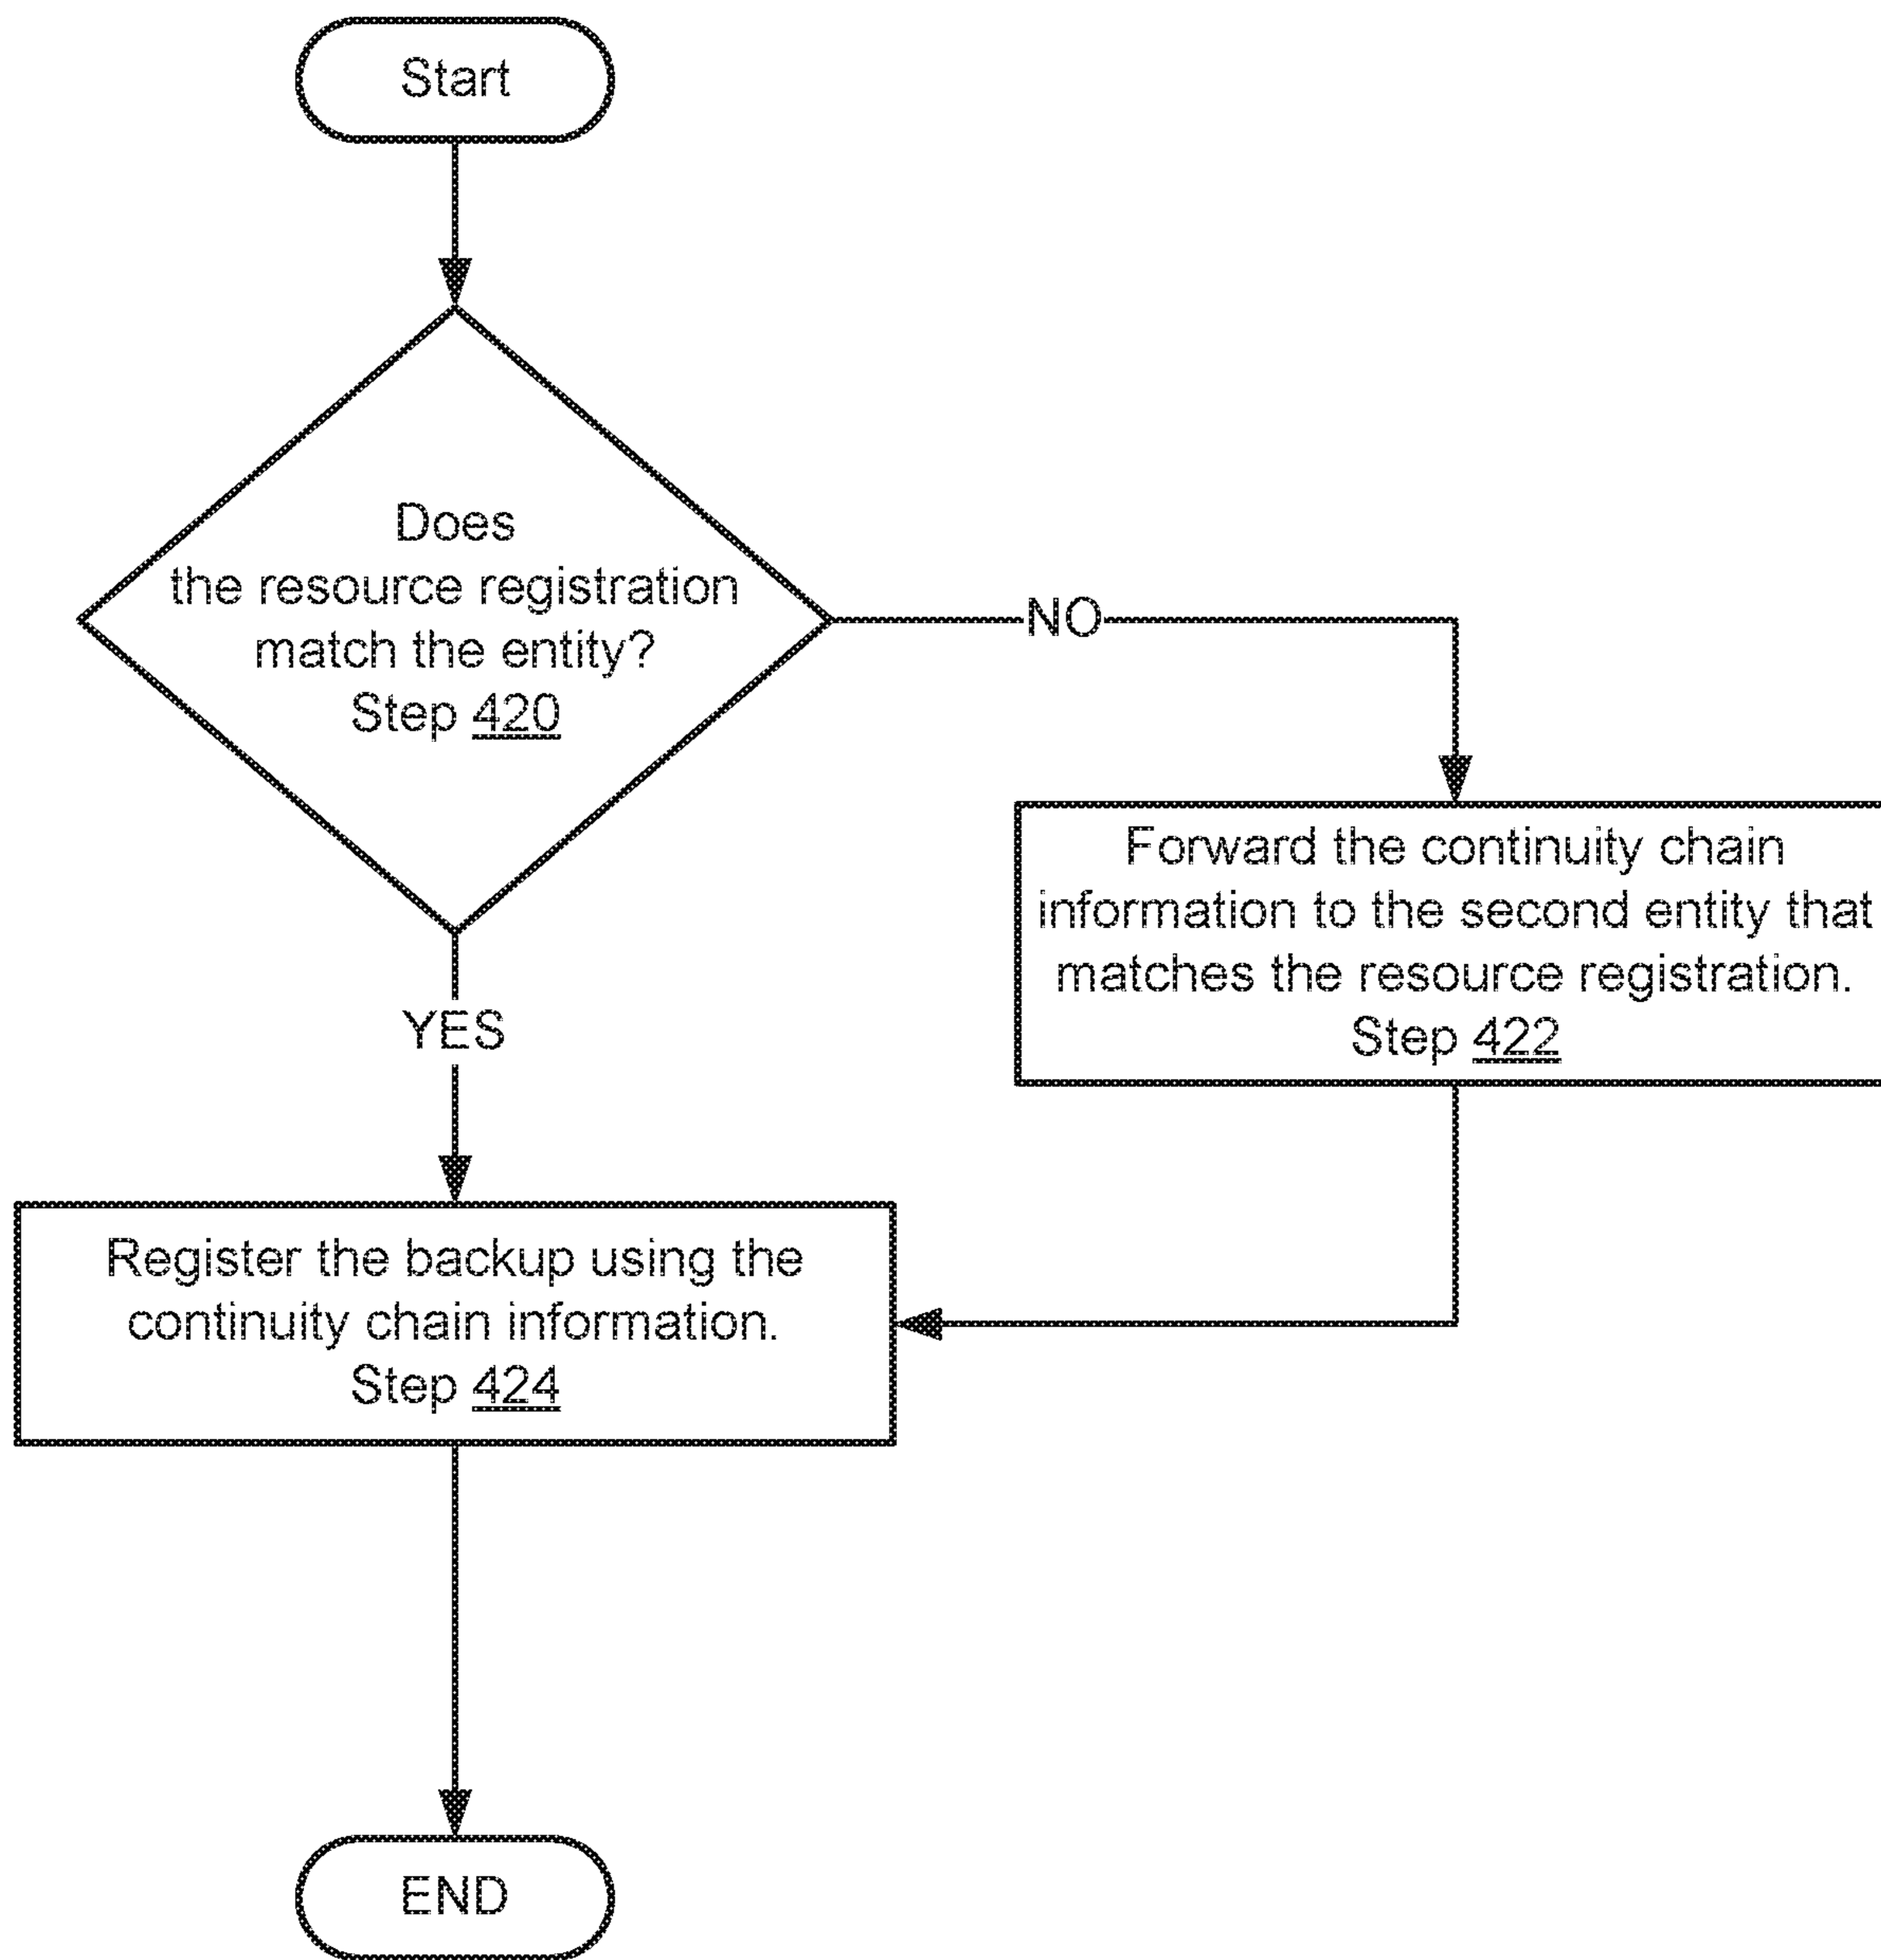 Start
Does
the resource registration
match the entity?
Step 420
NO
Forward the continuity chain
information to the second entity that
matches the resource registration.
Step 422
YES
Register the backup using the
continuity chain information.
Step 424
END